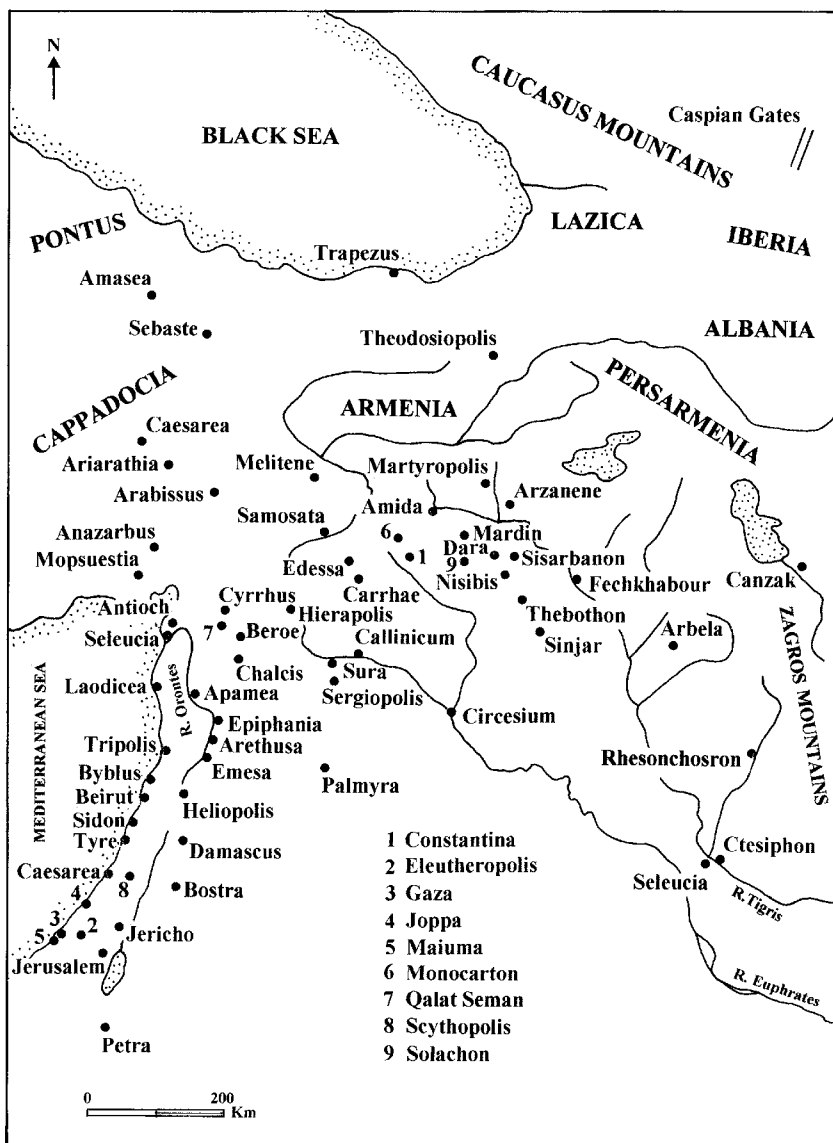 N
CAUCASUS MOUNTAINS
Caspian Gates
BLACK SEA
PONTUS
LAZICA
IBERIA
Trapezus
Amasea
Sebaste
Theodosiopolis
ALBANIA
CAPPADOCIA
ARMENIA
PERSARMENIA
Caesarea
Ariarathia
Melitene
Martyropolis
Arabissus
Arzanene
Amida
Samosata
Anazarbus
6
Mardin
Mopsuestia
Dara
1
9
Sisarbanon
Edessa
Nisibis
Carrhae
Fechkhabour
Canzak
Antioch
Cyrrhus
Hierapolis
Thebothon
Seleucia
7
Beroe
Callinicum
Sinjar
Arbela
Chalcis
Sura
ZAGROS MOUNTAINS
Laodicea
R. Orontes
Apamea
Sergiopolis
MEDITERRANEAN SEA
Epiphania
Circesium
Tripolis
Arethusa
Byblus
Emesa
Palmyra
Rhesonchosron
Beirut
Heliopolis
Sidon
Tyre
Damascus
Ctesiphon
Caesarea
8
Seleucia
4
Bostra
R. Tigris
3
2
5
Jericho
Jerusalem
R. Euphrates
Petra
1 Constantina
2 Eleutheropolis
3 Gaza
4 Joppa
5 Maiuma
6 Monocarton
7 Qalat Seman
8 Scythopolis
9 Solachon
0 200
Km